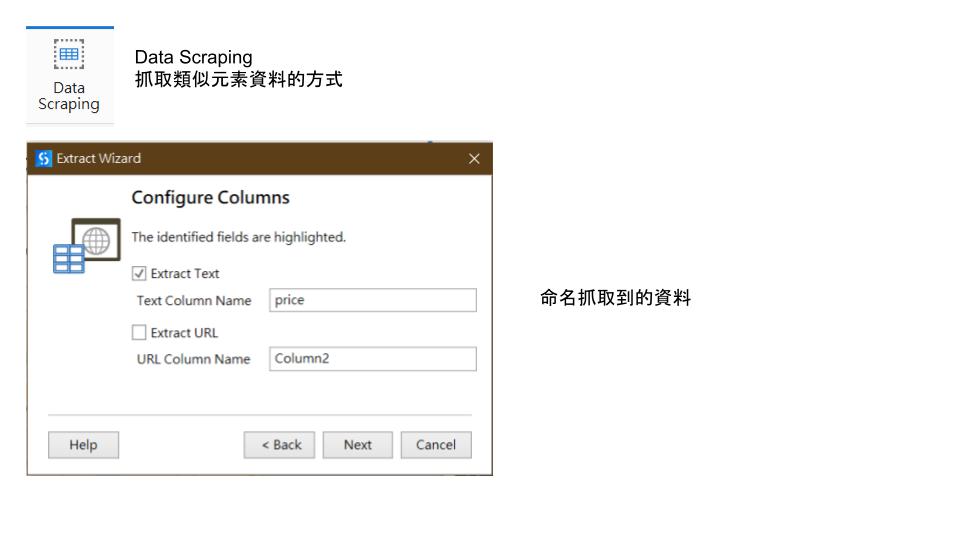 Data
Scraping
Data Scraping
抓取類似元素資料的方式
Extract Wizard
Configure Columns
The identified fields are highlighted.
Extract Text
Text Column Name price
Extract URL
URL Column Name Column2
Help < Back Next Cancel
命名抓取到的資料